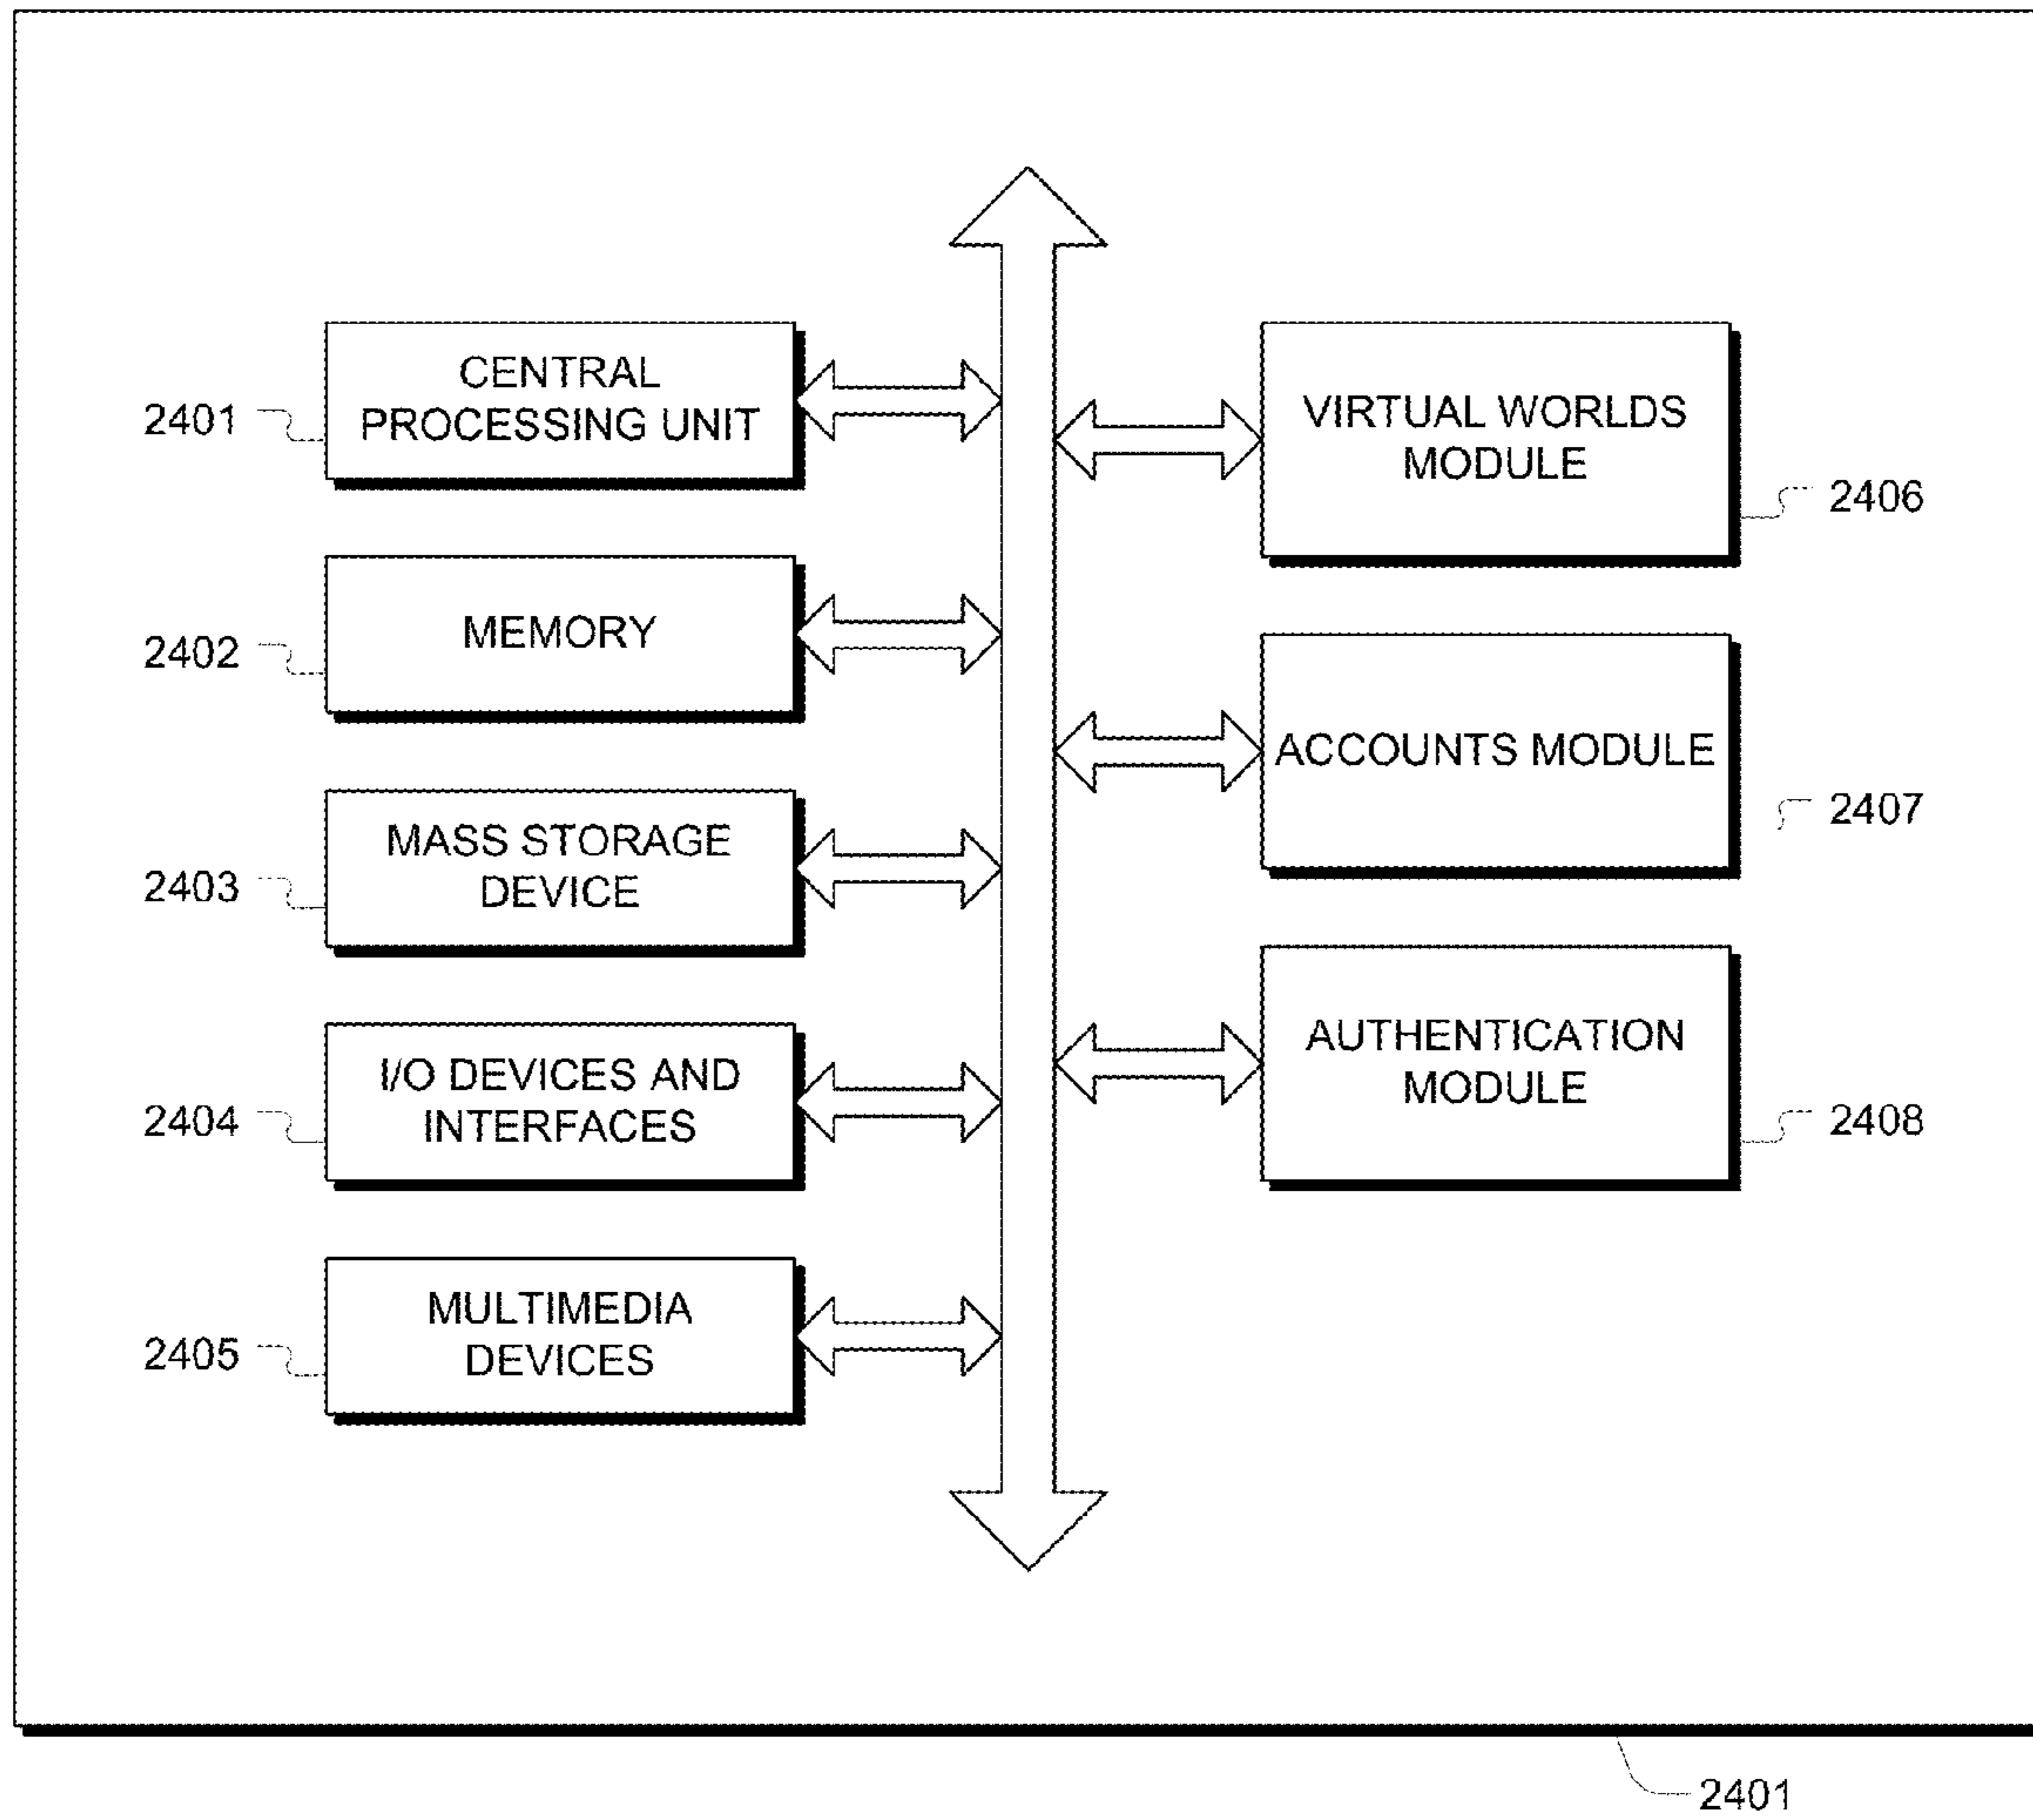 CENTRAL
PROCESSING UNIT
2401
MEMORY
2402
MASS STORAGE
DEVICE
2403
I/O DEVICES AND
INTERFACES
2404
MULTIMEDIA
DEVICES
2405
VIRTUAL WORLDS
MODULE
2406
ACCOUNTS MODULE
2407
AUTHENTICATION
MODULE
2408
2401